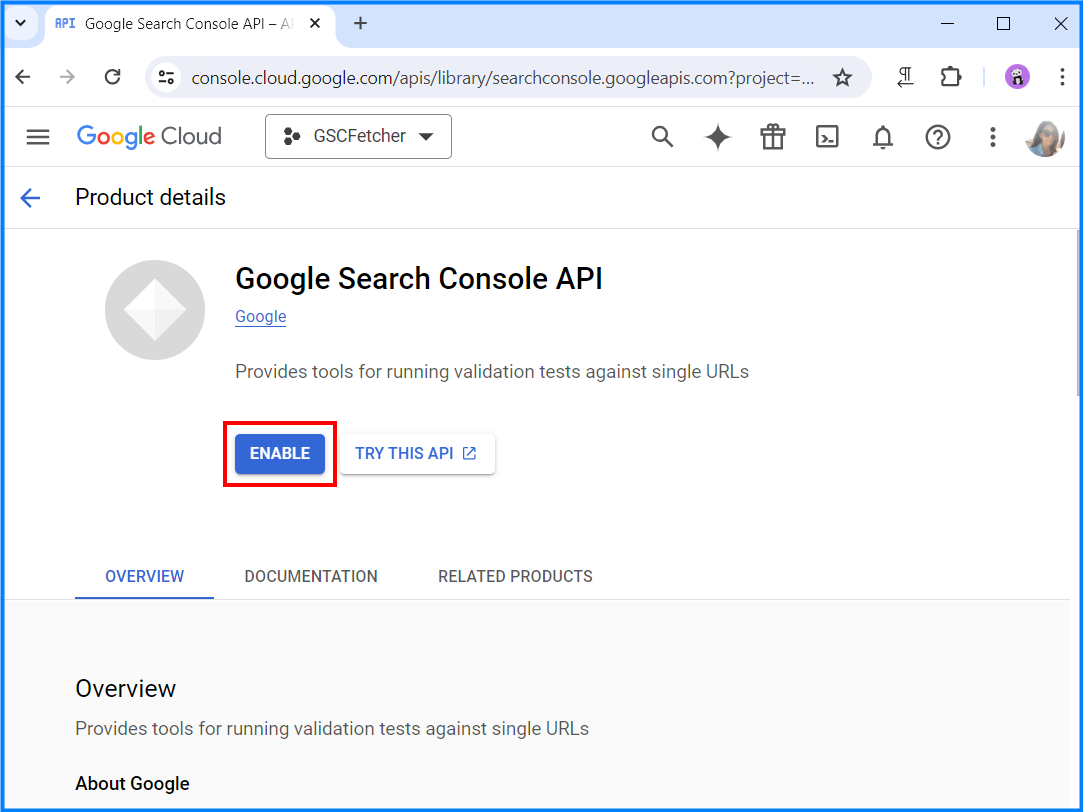 API Google Search Console API – A
console.cloud.google.com/apis/library/searchconsole.googleapis.com?project=...
Google Cloud
GSCFetcher
Product details
Google Search Console API
Google
Provides tools for running validation tests against single URLs
ENABLE
TRY THIS API
OVERVIEW
DOCUMENTATION
RELATED PRODUCTS
Overview
Provides tools for running validation tests against single URLs
About Google